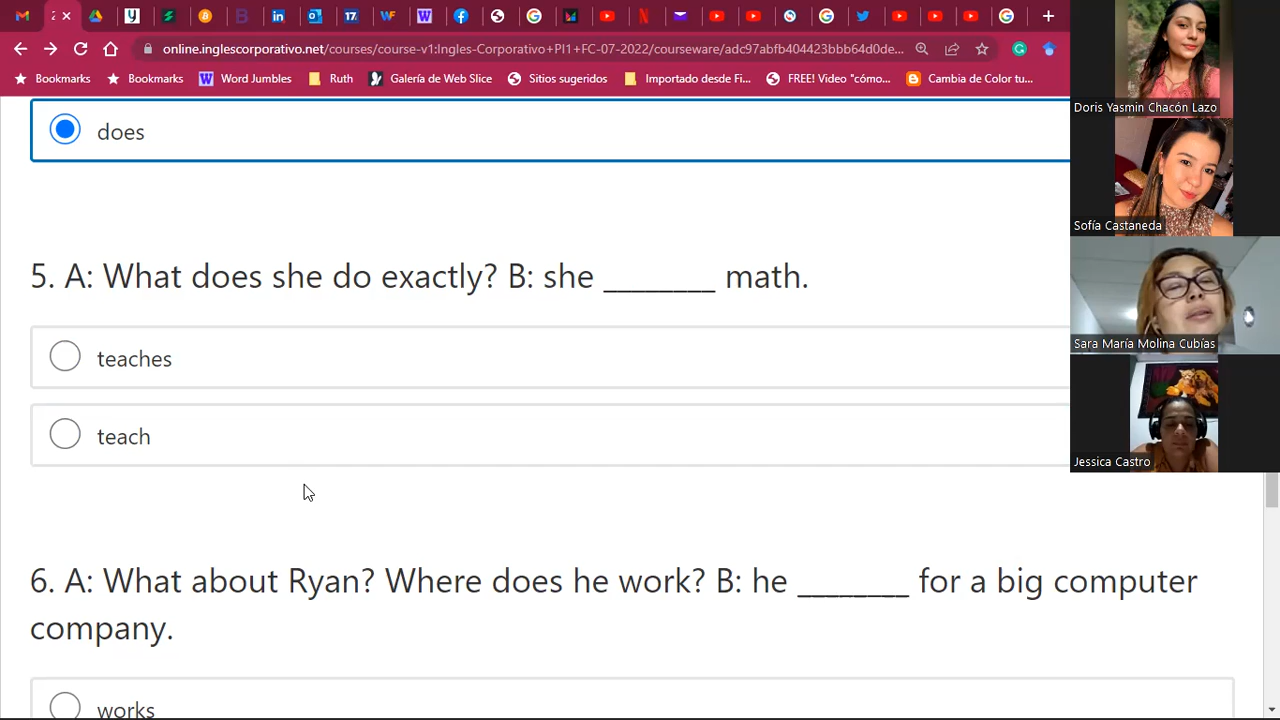 online.inglescorporativo.net/courses/course-v1:Ingles-Corporativo+PI1+FC-07-2022/courseware/adc97abfb404423bbb64d0de...
Bookmarks Bookmarks Word Jumbles Ruth Galería de Web Slice Sitios sugeridos Importado desde Fi... FREE! Video "cómo... Cambia de Color tu...
does
5. A: What does she do exactly? B: she ________ math.
teaches
teach
6. A: What about Ryan? Where does he work? B: he ________ for a big computer
company.
works
Doris Yasmin Chacón Lazo
Sofía Castaneda
Sara María Molina Cubías
Jessica Castro